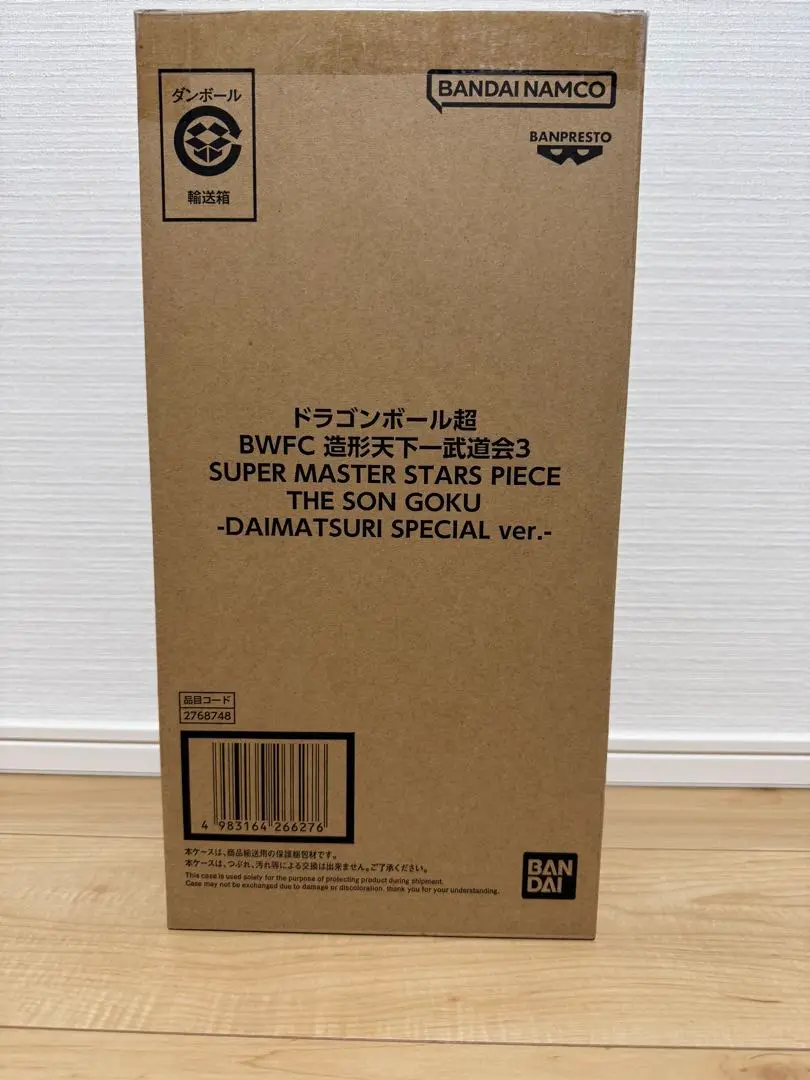 ダンボール
輸送箱
BANDAI NAMCO
BANPRESTO
ドラゴンボール超
BWFC 造形天下一武道会3
SUPER MASTER STARS PIECE
THE SON GOKU
-DAIMATSURI SPECIAL ver.-
品目コード
2768748
4 983164 266276
本ケースは、商品輸送用の保護梱包材です。
本ケースは、つぶれ、汚れ等による交換は出来ません。ご了承ください。
This case is used solely for the purpose of protecting product during shipment.
Case may not be exchanged due to damage or discoloration. thank you for your understanding.
BAN
DAI